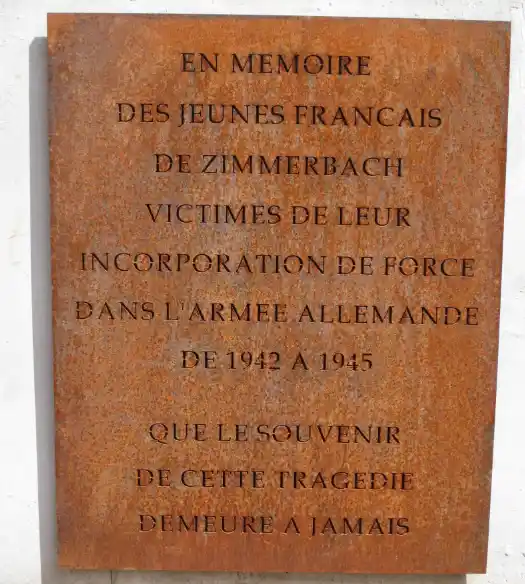 EN MEMOIRE
DES JEUNES FRANCAIS
DE ZIMMERBACH
VICTIMES DE LEUR
INCORPORATION DE FORCE
DANS L'ARMEE ALLEMANDE
DE 1942 A 1945
QUE LE SOUVENIR
DE CETTE TRAGEDIE
DEMEURE A JAMAIS